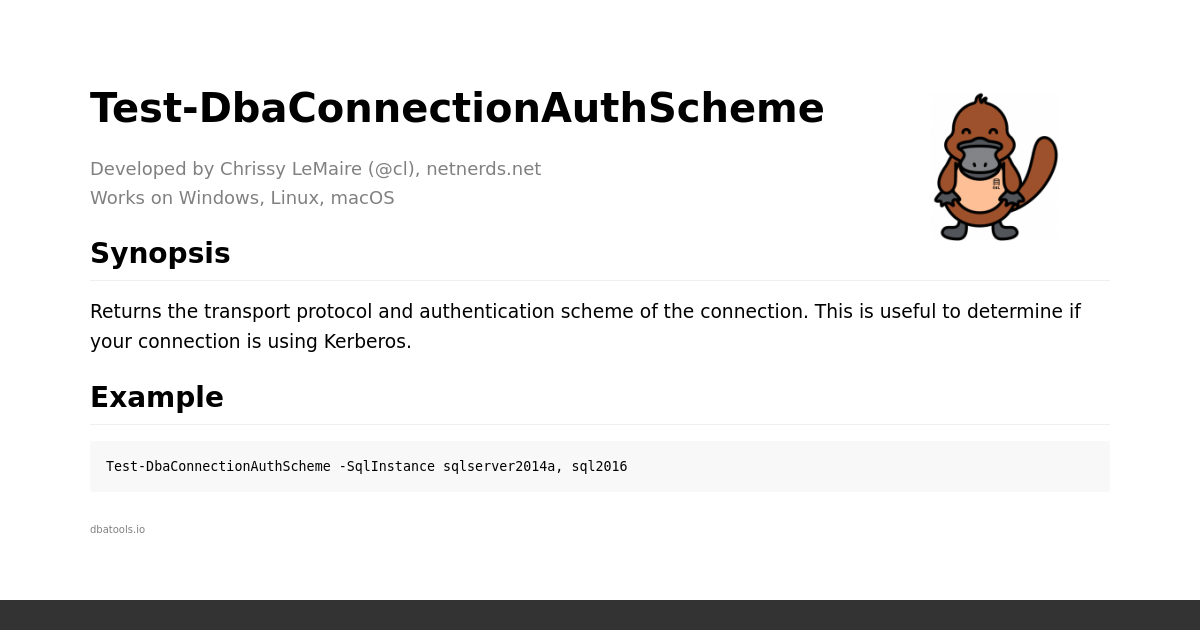 Test-DbaConnectionAuthScheme
Developed by Chrissy LeMaire (@cl), netnerds.net
Works on Windows, Linux, macOS
Synopsis
Returns the transport protocol and authentication scheme of the connection. This is useful to determine if
your connection is using Kerberos.
Example
Test-DbaConnectionAuthScheme -SqlInstance sqlserver2014a, sql2016
dbatools.io